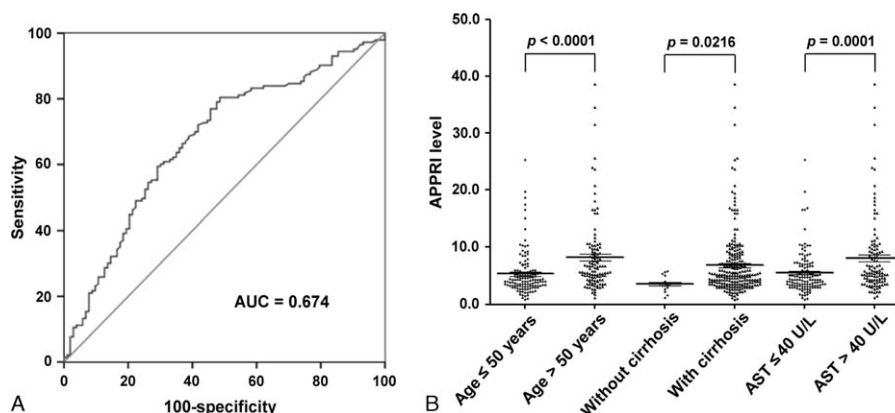 100
80
60
40
20
0
Sensitivity
AUC = 0.674
0 20 40 60 80 100
100-specificity
A
50.0
40.0
30.0
20.0
10.0
0.0
APPRI level
p < 0.0001
p = 0.0216
p = 0.0001
Age ≤ 50 years
Age > 50 years
Without cirrhosis
With cirrhosis
AST ≤ 40 U/L
AST > 40 U/L
B